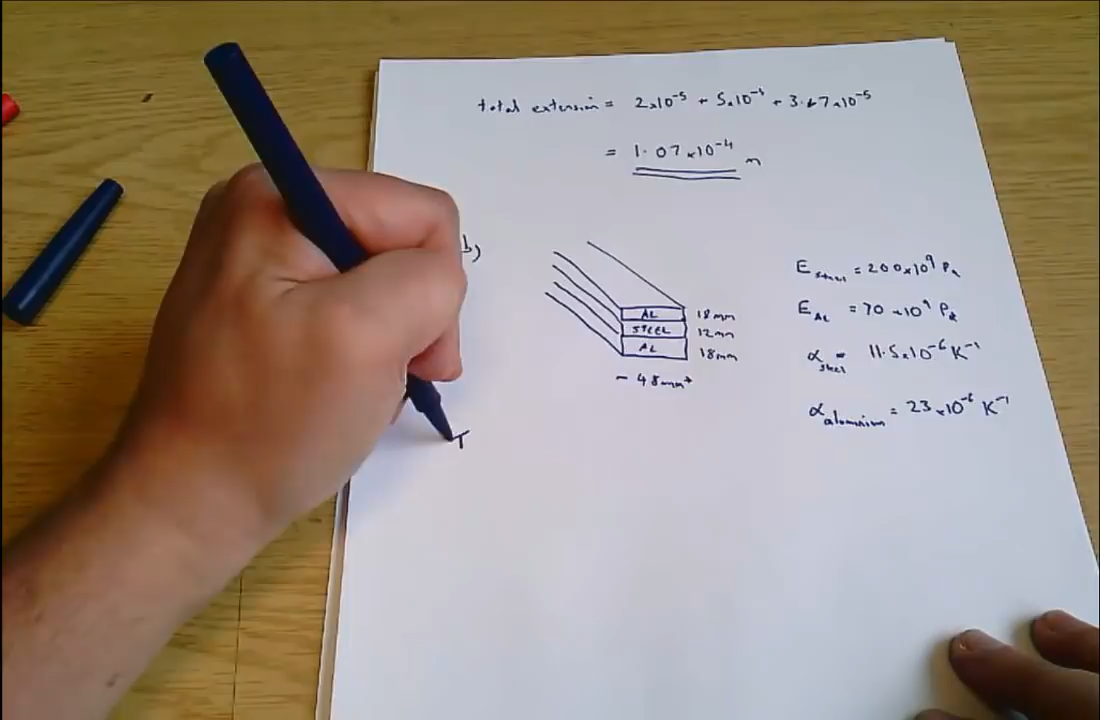 total extension = 2x10⁻⁵ + 5x10⁻⁵ + 3.67x10⁻⁵
= 1.07x10⁻⁴ m
b)
AL 18mm
STEEL 12mm
AL 18mm
- 48mm
E steel = 200x10⁹ Pa
E AL = 70x10⁹ Pa
α steel = 11.5x10⁻⁶ K⁻¹
α aluminium = 23x10⁻⁶ K⁻¹
T